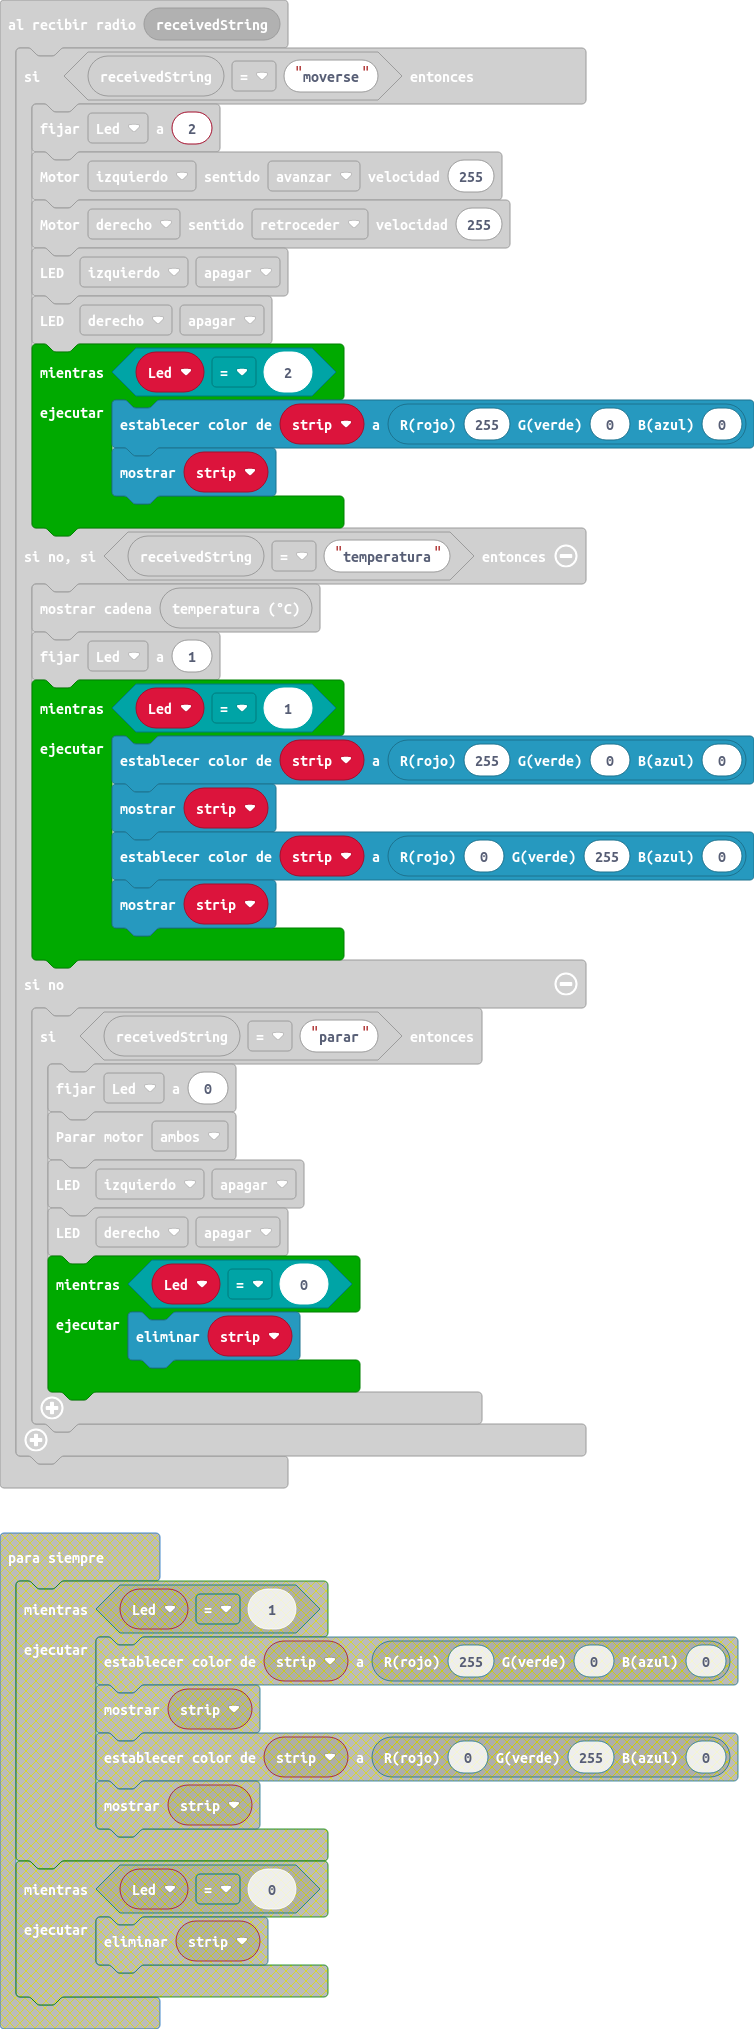 al recibir radio receivedString
si receivedString = "moverse" entonces
fijar Led a 2
Motor izquierdo sentido avanzar velocidad 255
Motor derecho sentido retroceder velocidad 255
LED izquierdo apagar
LED derecho apagar
mientras Led = 2
ejecutar establecer color de strip a R(rojo) 255 G(verde) 0 B(azul) 0
mostrar strip
si no, si receivedString = "temperatura" entonces
mostrar cadena temperatura (°C)
fijar Led a 1
mientras Led = 1
ejecutar establecer color de strip a R(rojo) 255 G(verde) 0 B(azul) 0
mostrar strip
establecer color de strip a R(rojo) 0 G(verde) 255 B(azul) 0
mostrar strip
si no
si receivedString = "parar" entonces
fijar Led a 0
Parar motor ambos
LED izquierdo apagar
LED derecho apagar
mientras Led = 0
ejecutar eliminar strip
para siempre
mientras Led = 1
ejecutar establecer color de strip a R(rojo) 255 G(verde) 0 B(azul) 0
mostrar strip
establecer color de strip a R(rojo) 0 G(verde) 255 B(azul) 0
mostrar strip
mientras Led = 0
ejecutar eliminar strip